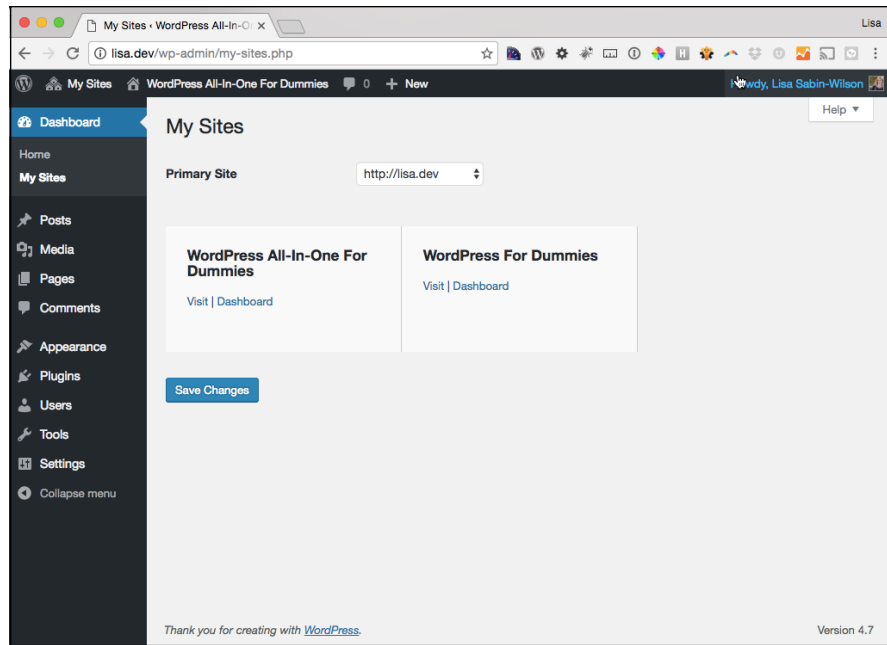 My Sites ‹ WordPress All-In-O
Lisa
lisa.dev/wp-admin/my-sites.php
My Sites WordPress All-In-One For Dummies 0 + New
wdy, Lisa Sabin-Wilson
Help ▼
Dashboard
Home
My Sites
Posts
Media
Pages
Comments
Appearance
Plugins
Users
Tools
Settings
Collapse menu
My Sites
Primary Site http://lisa.dev
WordPress All-In-One For
Dummies
Visit | Dashboard
WordPress For Dummies
Visit | Dashboard
Save Changes
Thank you for creating with WordPress.
Version 4.7